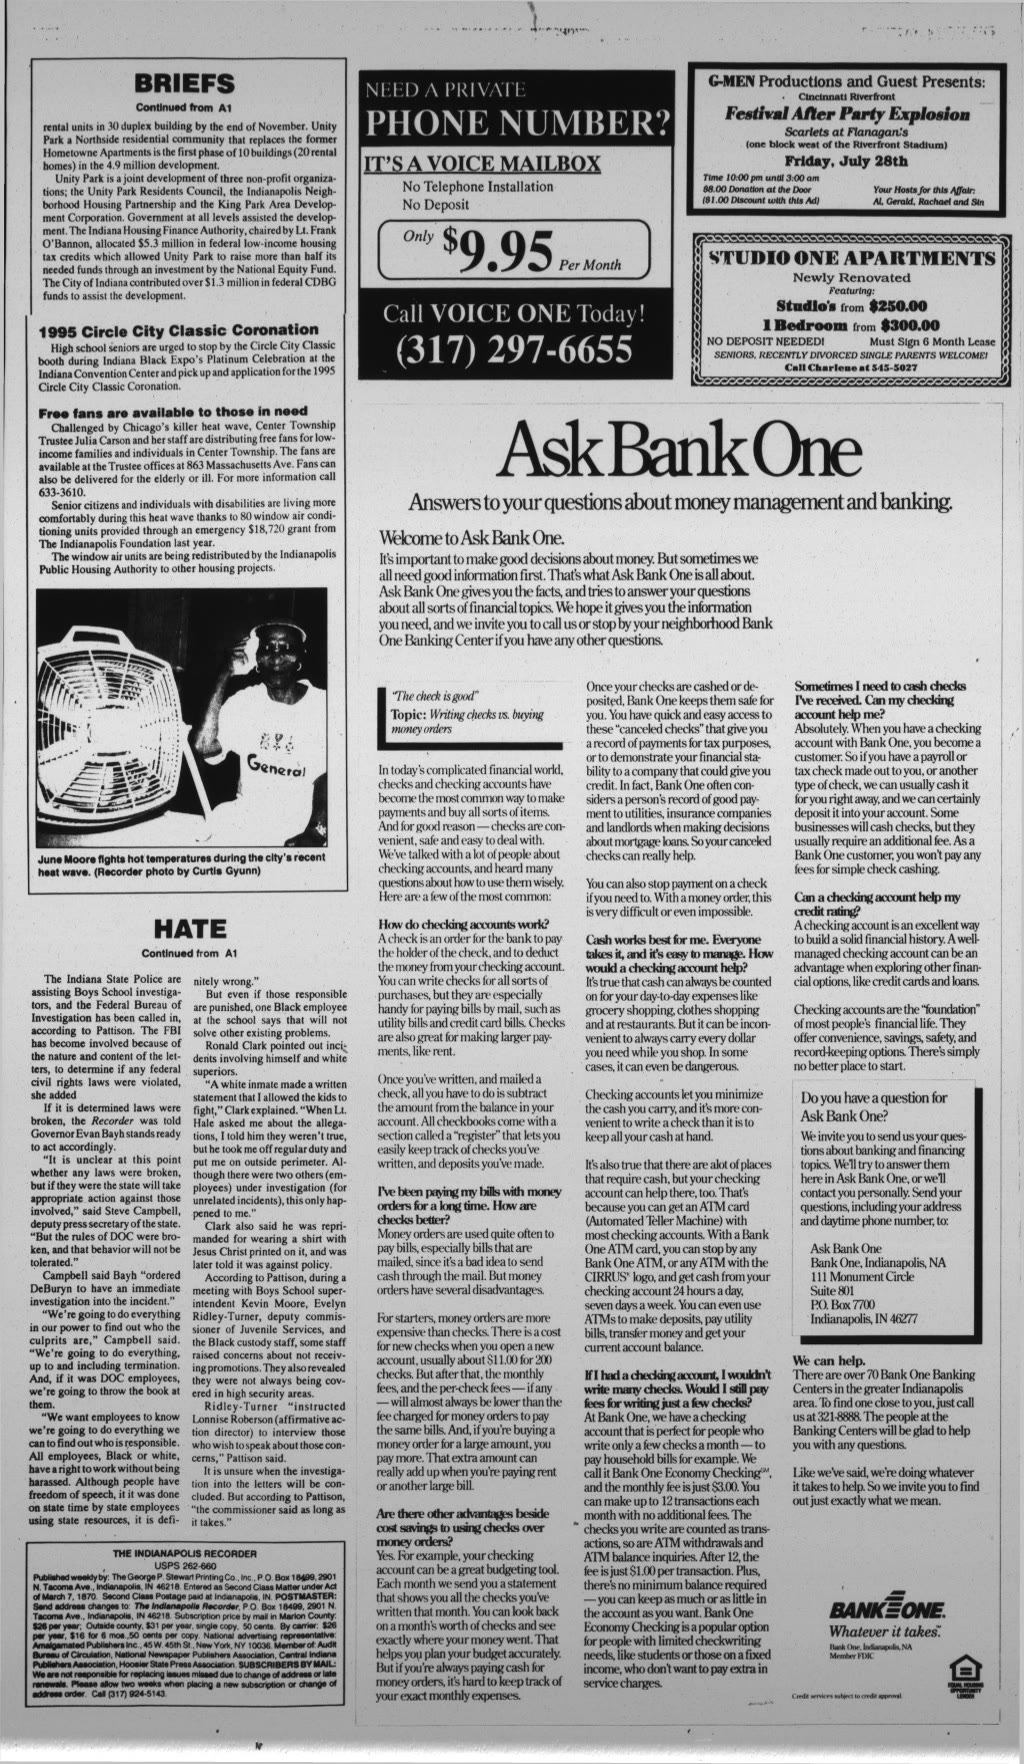 BRIEFS
Continued from A1
rental units in 30 duplex building by the end of November. Unity
Park a Northside residential community that replaces the former
Hometowne Apartments is the first phase of 10 buildings (20 rental
homes) in the 4.9 million development.
Unity Park is a joint development of three non-profit organiza-
tions; the Unity Park Residents Council, the Indianapolis Neigh-
borhood Housing Partnership and the King Park Area Develop-
ment Corporation. Government at all levels assisted the develop-
ment. The Indiana Housing Finance Authority, chaired by Lt. Frank
O'Bannon, allocated $5.3 million in federal low-income housing
tax credits which allowed Unity Park to raise more than half its
needed funds through an investment by the National Equity Fund.
The City of Indiana contributed over $1.3 million in federal CDBG
funds to assist the development.
1995 Circle City Classic Coronation
High school seniors are urged to stop by the Circle City Classic
booth during Indiana Black Expo's Platinum Celebration at the
Indiana Convention Center and pick up and application for the 1995
Circle City Classic Coronation.
Free fans are available to those in need
Challenged by Chicago's killer heat wave, Center Township
Trustee Julia Carson and her staff are distributing free fans for low-
income families and individuals in Center Township. The fans are
available at the Trustee offices at 863 Massachusetts Ave. Fans can
also be delivered for the elderly or ill. For more information call
633-3610.
Senior citizens and individuals with disabilities are living more
comfortably during this heat wave thanks to 80 window air condi-
tioning units provided through an emergency $18,720 grant from
The Indianapolis Foundation last year.
The window air units are being redistributed by the Indianapolis
Public Housing Authority to other housing projects.
General
June Moore fights hot temperatures during the city's recent
heat wave. (Recorder photo by Curtis Gyunn)
HATE
Continued from A1
The Indiana State Police are
assisting Boys School investiga-
tors, and the Federal Bureau of
Investigation has been called in,
according to Pattison. The FBI
has become involved because of
the nature and content of the let-
ters, to determine if any federal
civil rights laws were violated,
she added
If it is determined laws were
broken, the Recorder was told
Governor Evan Bayh stands ready
to act accordingly.
"It is unclear at this point
whether any laws were broken,
but if they were the state will take
appropriate action against those
involved," said Steve Campbell,
deputy press secretary of the state.
"But the rules of DOC were bro-
ken, and that behavior will not be
tolerated."
Campbell said Bayh "ordered
DeBuryn to have an immediate
investigation into the incident."
"We're going to do everything
in our power to find out who the
culprits are," Campbell said.
"We're going to do everything,
up to and including termination.
And, if it was DOC employees,
we're going to throw the book at
them.
"We want employees to know
we're going to do everything we
can to find out who is responsible.
All employees, Black or white,
have a right to work without being
harassed. Although people have
freedom of speech, it it was done
on state time by state employees
using state resources, it is defi-
nitely wrong."
But even if those responsible
are punished, one Black employee
at the school says that will not
solve other existing problems.
Ronald Clark pointed out inci-
dents involving himself and white
superiors.
"A white inmate made a written
statement that I allowed the kids to
fight," Clark explained. "When Lt.
Hale asked me about the allega-
tions, I told him they weren't true,
but he took me off regular duty and
put me on outside perimeter. Al-
though there were two others (em-
ployees) under investigation (for
unrelated incidents), this only hap-
pened to me."
Clark also said he was repri-
manded for wearing a shirt with
Jesus Christ printed on it, and was
later told it was against policy.
According to Pattison, during a
meeting with Boys School super-
intendent Kevin Moore, Evelyn
Ridley-Turner, deputy commis-
sioner of Juvenile Services, and
the Black custody staff, some staff
raised concerns about not receiv-
ing promotions. They also revealed
they were not always being cov-
ered in high security areas.
Ridley-Turner "instructed
Lonnise Roberson (affirmative ac-
tion director) to interview those
who wish to speak about those con-
cerns," Pattison said.
It is unsure when the investiga-
tion into the letters will be con-
cluded. But according to Pattison,
"the commissioner said as long as
it takes."
THE INDIANAPOLIS RECORDER
USPS 262-660
Published weekly by: The George P. Stewart Printing Co., Inc., P.O. Box 18499, 2901
N. Tacoma Ave., Indianapolis, IN 46218. Entered as Second Class Matter under Act
of March 7, 1870. Second Class Postage paid at Indianapolis, IN. POSTMASTER:
Send address changes to: The Indianapolis Recorder, P.O. Box 18499, 2901 N.
Tacoma Ave., Indianapolis, IN 46218. Subscription price by mail in Marion County:
$26 per year; Outside county, $31 per year, single copy, 50 cents. By carrier: $26
per year, $16 for 6 mos. ,50 cents per copy. National advertising representative:
Amalgamated Publishers Inc., 45 W. 45th St., New York, NY 10036. Member of: Audit
Bureau of Circulation, National Newspaper Publishers Association, Central Indiana
Publishers Association, Hoosier State Press Association. SUBSCRIBERS BY MAIL:
We are not responsible for replacing issues missed due to change of address or late
renewals. Please allow two weeks when placing a new subscription or change of
address order. Call (317) 924-5143.
NEED A PRIVATE
PHONE NUMBER?
IT'S A VOICE MAILBOX
No Telephone Installation
No Deposit
Only $9.95 Per Month
Call VOICE ONE Today!
(317) 297-6655
G-MEN Productions and Guest Presents:
Cincinnati Riverfront
Festival After Party Explosion
Scarlets at Flanagan's
(one block west of the Riverfront Stadium)
Friday, July 28th
Time 10:00 pm until 3:00 am
$8.00 Donation at the Door
($1.00 Discount with this Ad)
Your Hosts for this Affair:
Al, Gerald, Rachael and Sin
STUDIO ONE APARTMENTS
Newly Renovated
Featuring:
Studio's from $250.00
1 Bedroom from $300.00
NO DEPOSIT NEEDED! Must Sign 6 Month Lease
SENIORS, RECENTLY DIVORCED SINGLE PARENTS WELCOME!
Call Charlene at 545-5027
Ask Bank One
Answers to your questions about money management and banking.
Welcome to Ask Bank One.
It's important to make good decisions about money. But sometimes we
all need good information first. That's what Ask Bank One is all about.
Ask Bank One gives you the facts, and tries to answer your questions
about all sorts of financial topics. We hope it gives you the information
you need, and we invite you to call us or stop by your neighborhood Bank
One Banking Center if you have any other questions.
"The check is good"
Topic: Writing checks vs. buying
money orders
In today's complicated financial world,
checks and checking accounts have
become the most common way to make
payments and buy all sorts of items.
And for good reason — checks are con-
venient, safe and easy to deal with.
We've talked with a lot of people about
checking accounts, and heard many
questions about how to use them wisely.
Here are a few of the most common:
How do checking accounts work?
A check is an order for the bank to pay
the holder of the check, and to deduct
the money from your checking account.
You can write checks for all sorts of
purchases, but they are especially
handy for paying bills by mail, such as
utility bills and credit card bills. Checks
are also great for making larger pay-
ments, like rent.
Once you've written, and mailed a
check, all you have to do is subtract
the amount from the balance in your
account. All checkbooks come with a
section called a "register" that lets you
easily keep track of checks you've
written, and deposits you've made.
I've been paying my bills with money
orders for a long time. How are
checks better?
Money orders are used quite often to
pay bills, especially bills that are
mailed, since it's a bad idea to send
cash through the mail. But money
orders have several disadvantages.
For starters, money orders are more
expensive than checks. There is a cost
for new checks when you open a new
account, usually about $11.00 for 200
checks. But after that, the monthly
fees, and the per-check fees — if any
— will almost always be lower than the
fee charged for money orders to pay
the same bills. And, if you're buying a
money order for a large amount, you
pay more. That extra amount can
really add up when you're paying rent
or another large bill.
Are there other advantages beside
cost savings to using checks over
money orders?
Yes. For example, your checking
account can be a great budgeting tool.
Each month we send you a statement
that shows you all the checks you've
written that month. You can look back
on a month's worth of checks and see
exactly where your money went. That
helps you plan your budget accurately.
But if you're always paying cash for
money orders, it's hard to keep track of
your exact monthly expenses.
Once your checks are cashed or de-
posited, Bank One keeps them safe for
you. You have quick and easy access to
these "canceled checks" that give you
a record of payments for tax purposes,
or to demonstrate your financial sta-
bility to a company that could give you
credit. In fact, Bank One often con-
siders a person's record of good pay-
ment to utilities, insurance companies
and landlords when making decisions
about mortgage loans. So your canceled
checks can really help.
You can also stop payment on a check
if you need to. With a money order, this
is very difficult or even impossible.
Cash works best for me. Everyone
takes it, and it's easy to manage. How
would a checking account help?
It's true that cash can always be counted
on for your day-to-day expenses like
grocery shopping, clothes shopping
and at restaurants. But it can be incon-
venient to always carry every dollar
you need while you shop. In some
cases, it can even be dangerous.
Checking accounts let you minimize
the cash you carry, and it's more con-
venient to write a check than it is to
keep all your cash at hand.
It's also true that there are alot of places
that require cash, but your checking
account can help there, too. That's
because you can get an ATM card
(Automated Teller Machine) with
most checking accounts. With a Bank
One ATM card, you can stop by any
Bank One ATM, or any ATM with the
CIRRUS® logo, and get cash from your
checking account 24 hours a day,
seven days a week. You can even use
ATMs to make deposits, pay utility
bills, transfer money and get your
current account balance.
If I had a checking account, I wouldn't
write many checks. Would I still pay
fees for writing just a few checks?
At Bank One, we have a checking
account that is perfect for people who
write only a few checks a month — to
pay household bills for example. We
call it Bank One Economy Checking℠,
and the monthly fee is just $3.00. You
can make up to 12 transactions each
month with no additional fees. The
checks you write are counted as trans-
actions, so are ATM withdrawals and
ATM balance inquiries. After 12, the
fee is just $1.00 per transaction. Plus,
there's no minimum balance required
— you can keep as much or as little in
the account as you want. Bank One
Economy Checking is a popular option
for people with limited checkwriting
needs, like students or those on a fixed
income, who don't want to pay extra in
service charges.
Sometimes I need to cash checks
I've received. Can my checking
account help me?
Absolutely. When you have a checking
account with Bank One, you become a
customer. So if you have a payroll or
tax check made out to you, or another
type of check, we can usually cash it
for you right away, and we can certainly
deposit it into your account. Some
businesses will cash checks, but they
usually require an additional fee. As a
Bank One customer, you won't pay any
fees for simple check cashing.
Can a checking account help my
credit rating?
A checking account is an excellent way
to build a solid financial history. A well-
managed checking account can be an
advantage when exploring other finan-
cial options, like credit cards and loans.
Checking accounts are the "foundation"
of most people's financial life. They
offer convenience, savings, safety, and
record-keeping options. There's simply
no better place to start.
Do you have a question for
Ask Bank One?
We invite you to send us your ques-
tions about banking and financing
topics. We'll try to answer them
here in Ask Bank One, or we'll
contact you personally. Send your
questions, including your address
and daytime phone number, to:
Ask Bank One
Bank One, Indianapolis, NA
111 Monument Circle
Suite 801
P.O. Box 7700
Indianapolis, IN 46277
We can help.
There are over 70 Bank One Banking
Centers in the greater Indianapolis
area. To find one close to you, just call
us at 321-8888. The people at the
Banking Centers will be glad to help
you with any questions.
Like we've said, we're doing whatever
it takes to help. So we invite you to find
out just exactly what we mean.
BANK ONE.
Whatever it takes.
Bank One, Indianapolis, NA
Member FDIC
EQUAL HOUSING
OPPORTUNITY
LENDER
Credit services subject to credit approval.